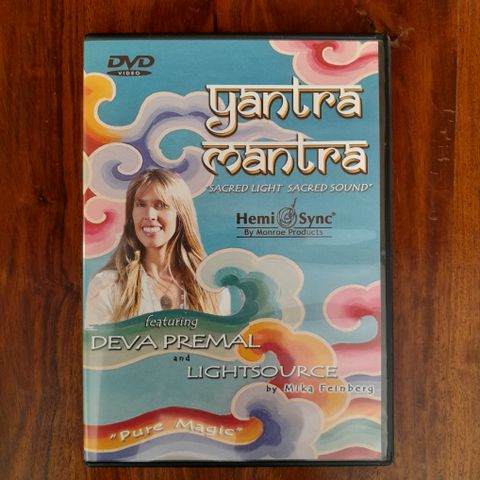 DVD
VIDEO
yantra
mantra
"SACRED LIGHT SACRED SOUND"
Hemi Sync®
By Monroe Products
featuring
DEVA PREMAL
and
LIGHTSOURCE
by Mika Feinberg
"Pure Magic"